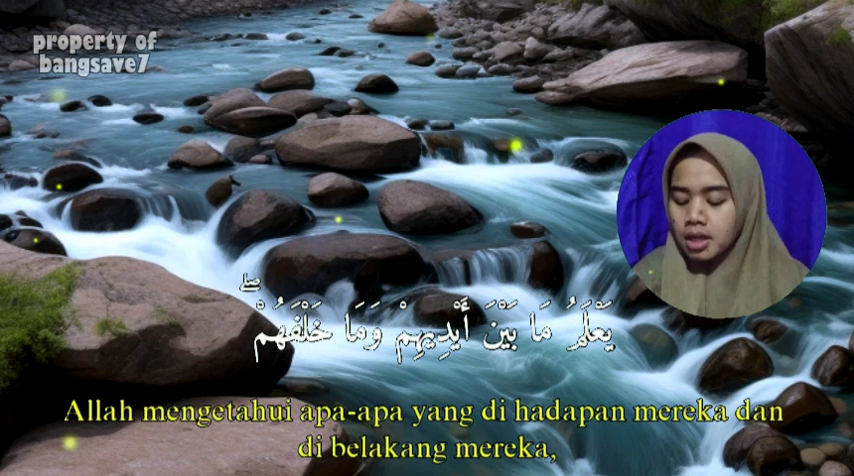 property of
bangsave7
يَعْلَمُ مَا بَيْنَ أَيْدِيهِمْ وَمَا خَلْفَهُمْ ۖ
Allah mengetahui apa-apa yang di hadapan mereka dan
di belakang mereka,